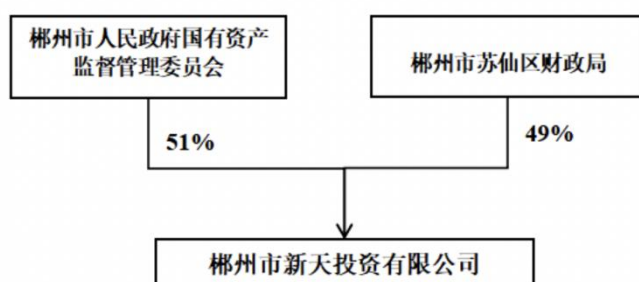 郴州市人民政府国有资产
监督管理委员会
郴州市苏仙区财政局
51%
49%
郴州市新天投资有限公司